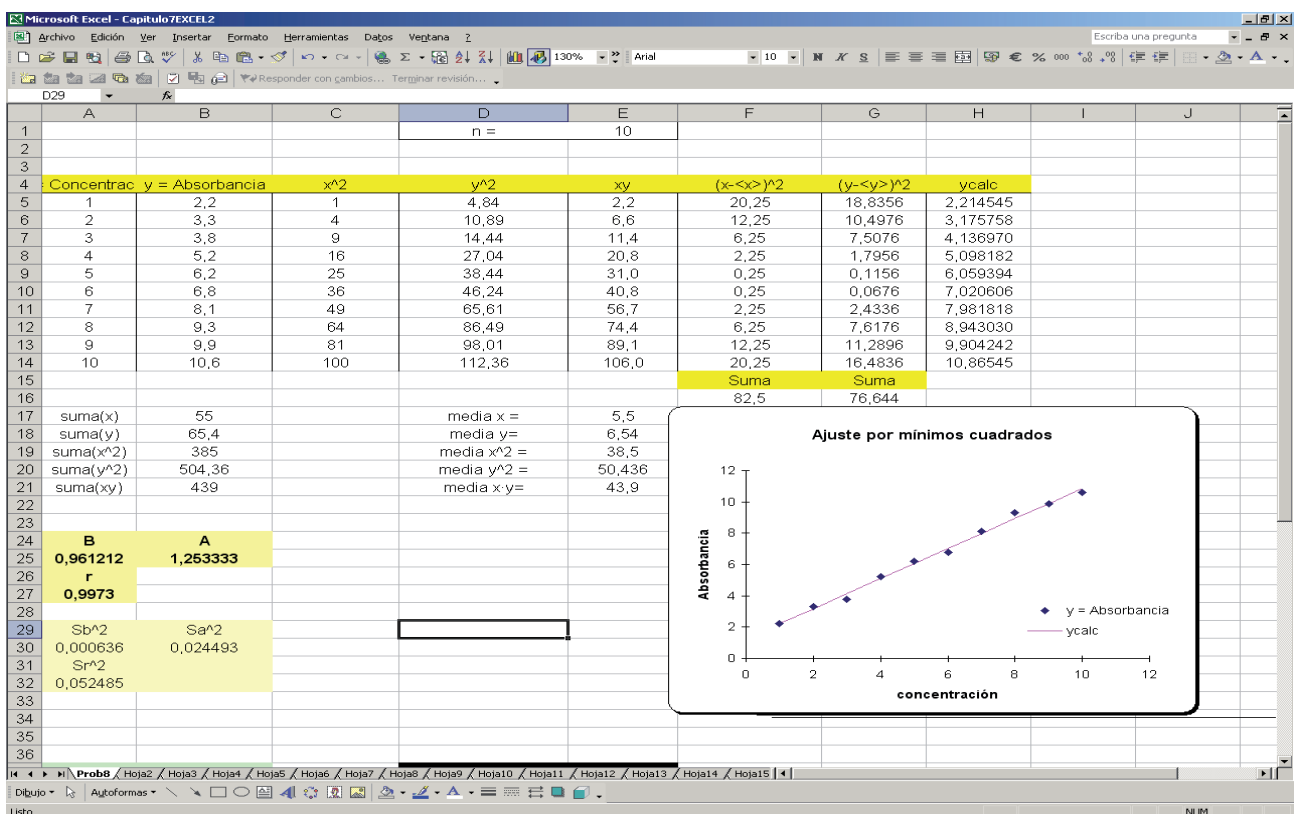 Microsoft Excel - Capitulo7EXCEL2
Archivo Edición Ver Insertar Formato Herramientas Datos Ventana ? Escriba una pregunta
130% Arial 10 N K S € % 000
Responder con cambios... Terminar revisión...
D29 fx
A B C D E F G H I J
1 n = 10
2
3
4 : Concentrac y = Absorbancia x^2 y^2 xy (x-<x>)^2 (y-<y>)^2 ycalc
5 1 2,2 1 4,84 2,2 20,25 18,8356 2,214545
6 2 3,3 4 10,89 6,6 12,25 10,4976 3,175758
7 3 3,8 9 14,44 11,4 6,25 7,5076 4,136970
8 4 5,2 16 27,04 20,8 2,25 1,7956 5,098182
9 5 6,2 25 38,44 31,0 0,25 0,1156 6,059394
10 6 6,8 36 46,24 40,8 0,25 0,0676 7,020606
11 7 8,1 49 65,61 56,7 2,25 2,4336 7,981818
12 8 9,3 64 86,49 74,4 6,25 7,6176 8,943030
13 9 9,9 81 98,01 89,1 12,25 11,2896 9,904242
14 10 10,6 100 112,36 106,0 20,25 16,4836 10,86545
15 Suma Suma
16 82,5 76,644
17 suma(x) 55 media x = 5,5
18 suma(y) 65,4 media y= 6,54
19 suma(x^2) 385 media x^2 = 38,5
20 suma(y^2) 504,36 media y^2 = 50,436
21 suma(xy) 439 media x·y= 43,9
22
23
24 B A
25 0,961212 1,253333
26 r
27 0,9973
28
29 Sb^2 Sa^2
30 0,000636 0,024493
31 Sr^2
32 0,052485
33
34
35
36
Ajuste por mínimos cuadrados
12
10
8
6
4
2
0
Absorbancia
y = Absorbancia
ycalc
0 2 4 6 8 10 12
concentración
Prob8 Hoja2 Hoja3 Hoja4 Hoja5 Hoja6 Hoja7 Hoja8 Hoja9 Hoja10 Hoja11 Hoja12 Hoja13 Hoja14 Hoja15
Dibujo Autoformas
Listo NUM